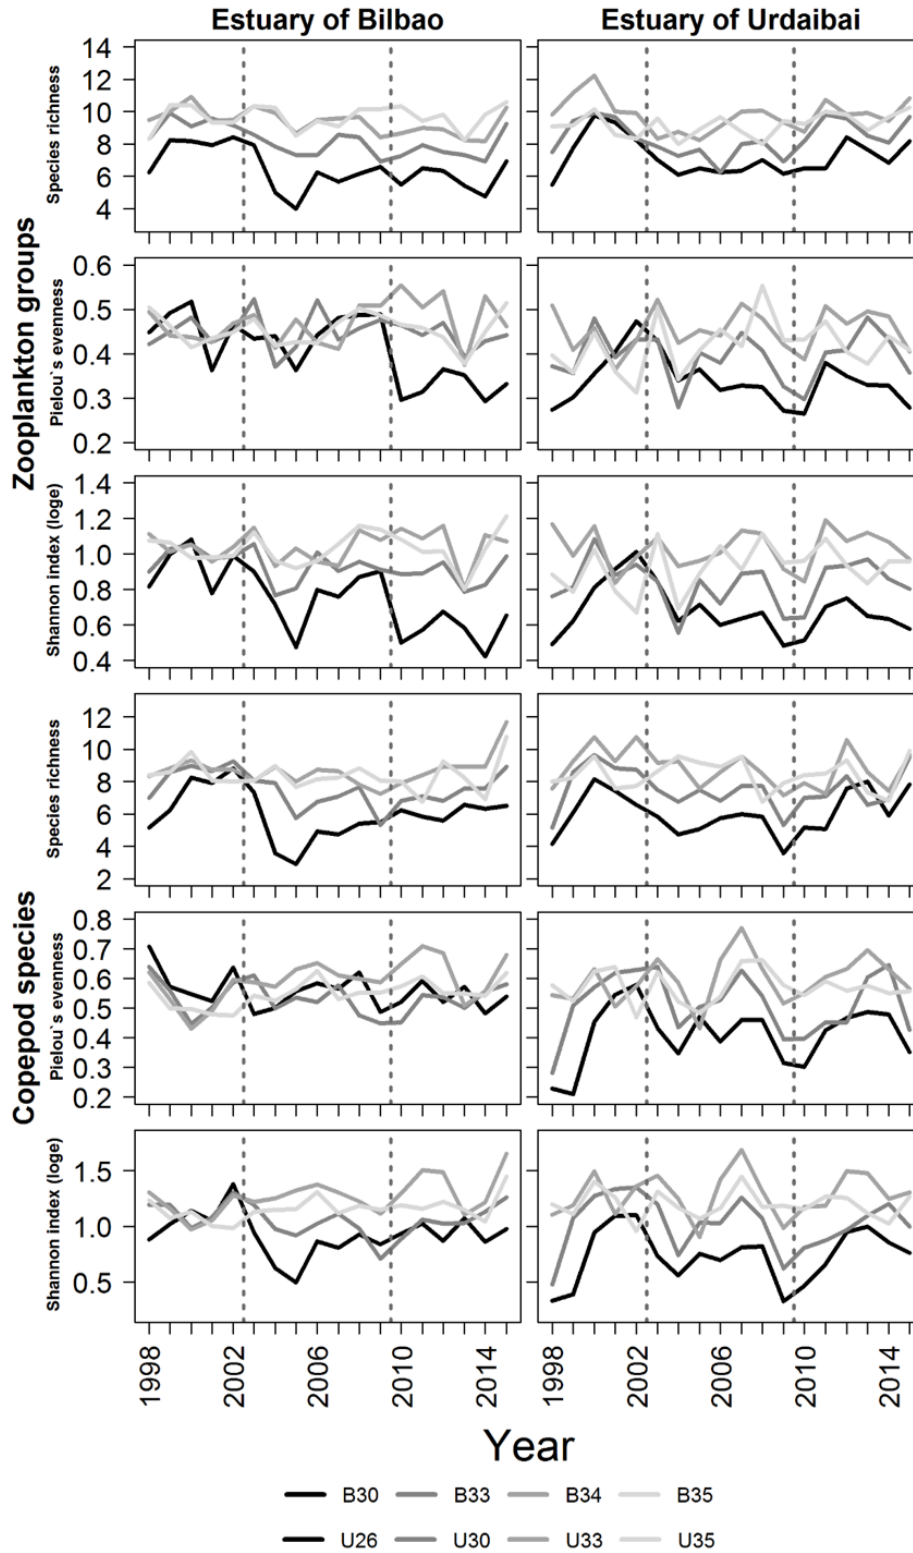 Estuary of Bilbao Estuary of Urdaibai
Zooplankton groups
Species richness
14
12
10
8
6
4
Pielou`s evenness
0.6
0.5
0.4
0.3
0.2
Shannon index (loge)
1.4
1.2
1.0
0.8
0.6
0.4
Copepod species
Species richness
12
10
8
6
4
2
Pielou`s evenness
0.8
0.7
0.6
0.5
0.4
0.3
0.2
Shannon index (loge)
1.5
1.0
0.5
1998 2002 2006 2010 2014 1998 2002 2006 2010 2014
Year
B30 B33 B34 B35
U26 U30 U33 U35